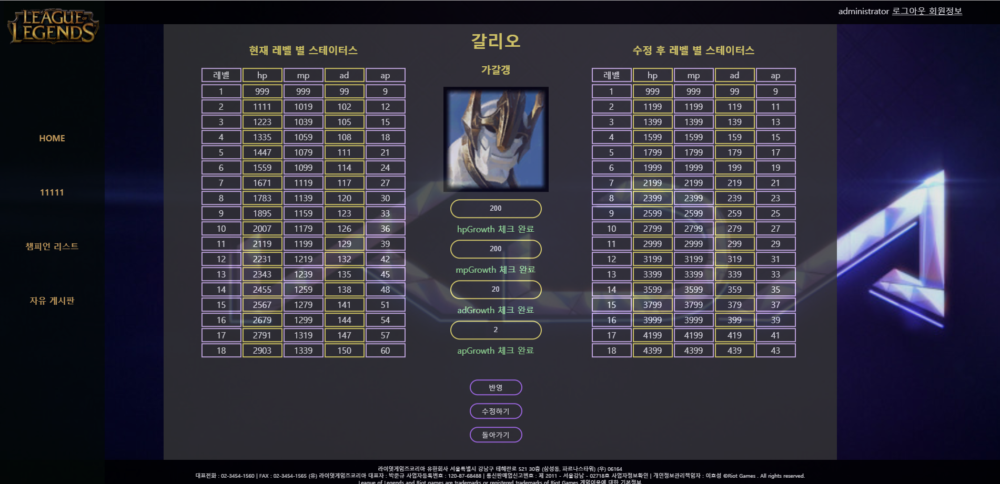 LEAGUE OF LEGENDS
administrator 로그아웃 회원정보
HOME
11111
챔피언 리스트
자유 게시판
현재 레벨 별 스테이터스
레벨 hp mp ad ap
1 999 999 99 9
2 1111 1019 102 12
3 1223 1039 105 15
4 1335 1059 108 18
5 1447 1079 111 21
6 1559 1099 114 24
7 1671 1119 117 27
8 1783 1139 120 30
9 1895 1159 123 33
10 2007 1179 126 36
11 2119 1199 129 39
12 2231 1219 132 42
13 2343 1239 135 45
14 2455 1259 138 48
15 2567 1279 141 51
16 2679 1299 144 54
17 2791 1319 147 57
18 2903 1339 150 60
갈리오
가갈갱
200
hpGrowth 체크 완료
200
mpGrowth 체크 완료
20
adGrowth 체크 완료
2
apGrowth 체크 완료
반영
수정하기
돌아가기
수정 후 레벨 별 스테이터스
레벨 hp mp ad ap
1 999 999 99 9
2 1199 1199 119 11
3 1399 1399 139 13
4 1599 1599 159 15
5 1799 1799 179 17
6 1999 1999 199 19
7 2199 2199 219 21
8 2399 2399 239 23
9 2599 2599 259 25
10 2799 2799 279 27
11 2999 2999 299 29
12 3199 3199 319 31
13 3399 3399 339 33
14 3599 3599 359 35
15 3799 3799 379 37
16 3999 3999 399 39
17 4199 4199 419 41
18 4399 4399 439 43
라이엇게임즈코리아 유한회사 서울특별시 강남구 테헤란로 521 30층 (삼성동, 파르나스타워) (우) 06164
대표전화 : 02-3454-1560 | FAX : 02-3454-1565 (유) 라이엇게임즈코리아 대표자 : 박준규 사업자등록번호 : 120-87-68488 | 통신판매업신고번호 : 제 2011 - 서울강남 - 02718호 사업자정보확인 | 개인정보관리책임자 : 이효성 ©Riot Games . All rights reserved.
League of Legends and Riot games are trademarks or registered trademarks of Riot Games 게임이용에 대한 기본정보